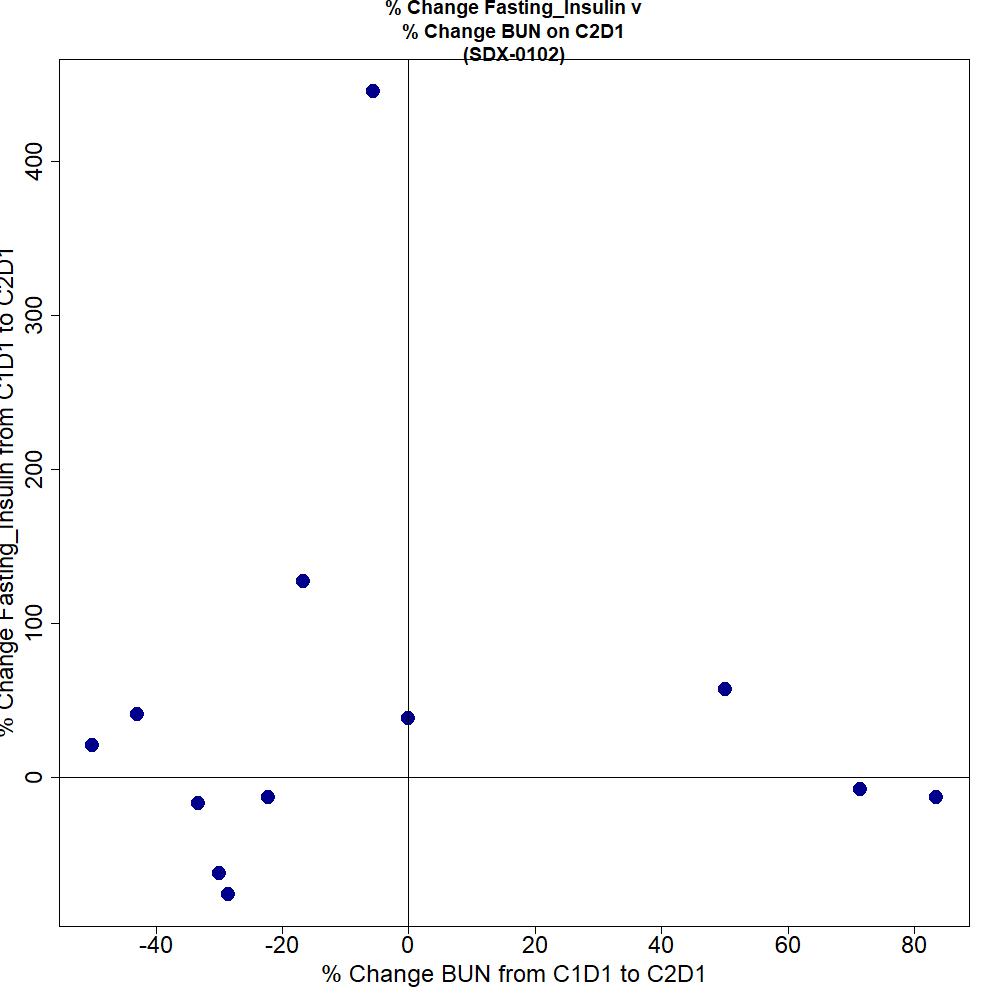 % Change Fasting_Insulin v
% Change BUN on C2D1
(SDX-0102)
% Change Fasting_Insulin from C1D1 to C2D1
400
300
200
100
0
-40 -20 0 20 40 60 80
% Change BUN from C1D1 to C2D1